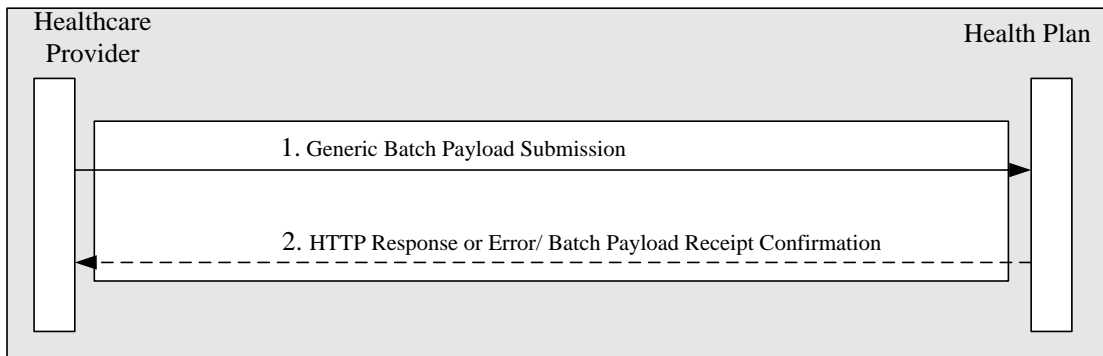 Healthcare
Provider
Health Plan
1. Generic Batch Payload Submission
2. HTTP Response or Error/ Batch Payload Receipt Confirmation